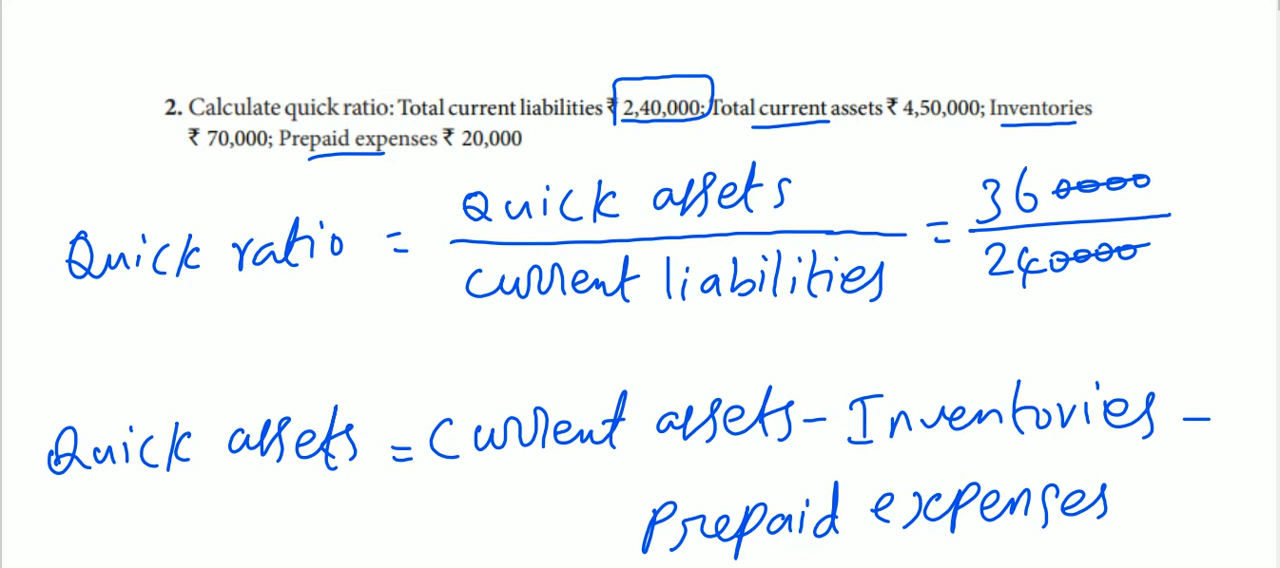 2. Calculate quick ratio: Total current liabilities ₹ 2,40,000; Total current assets ₹ 4,50,000; Inventories
₹ 70,000; Prepaid expenses ₹ 20,000
Quick ratio = Quick assets / current liabilities = 360000 / 240000
Quick assets = Current assets - Inventories -
Prepaid expenses